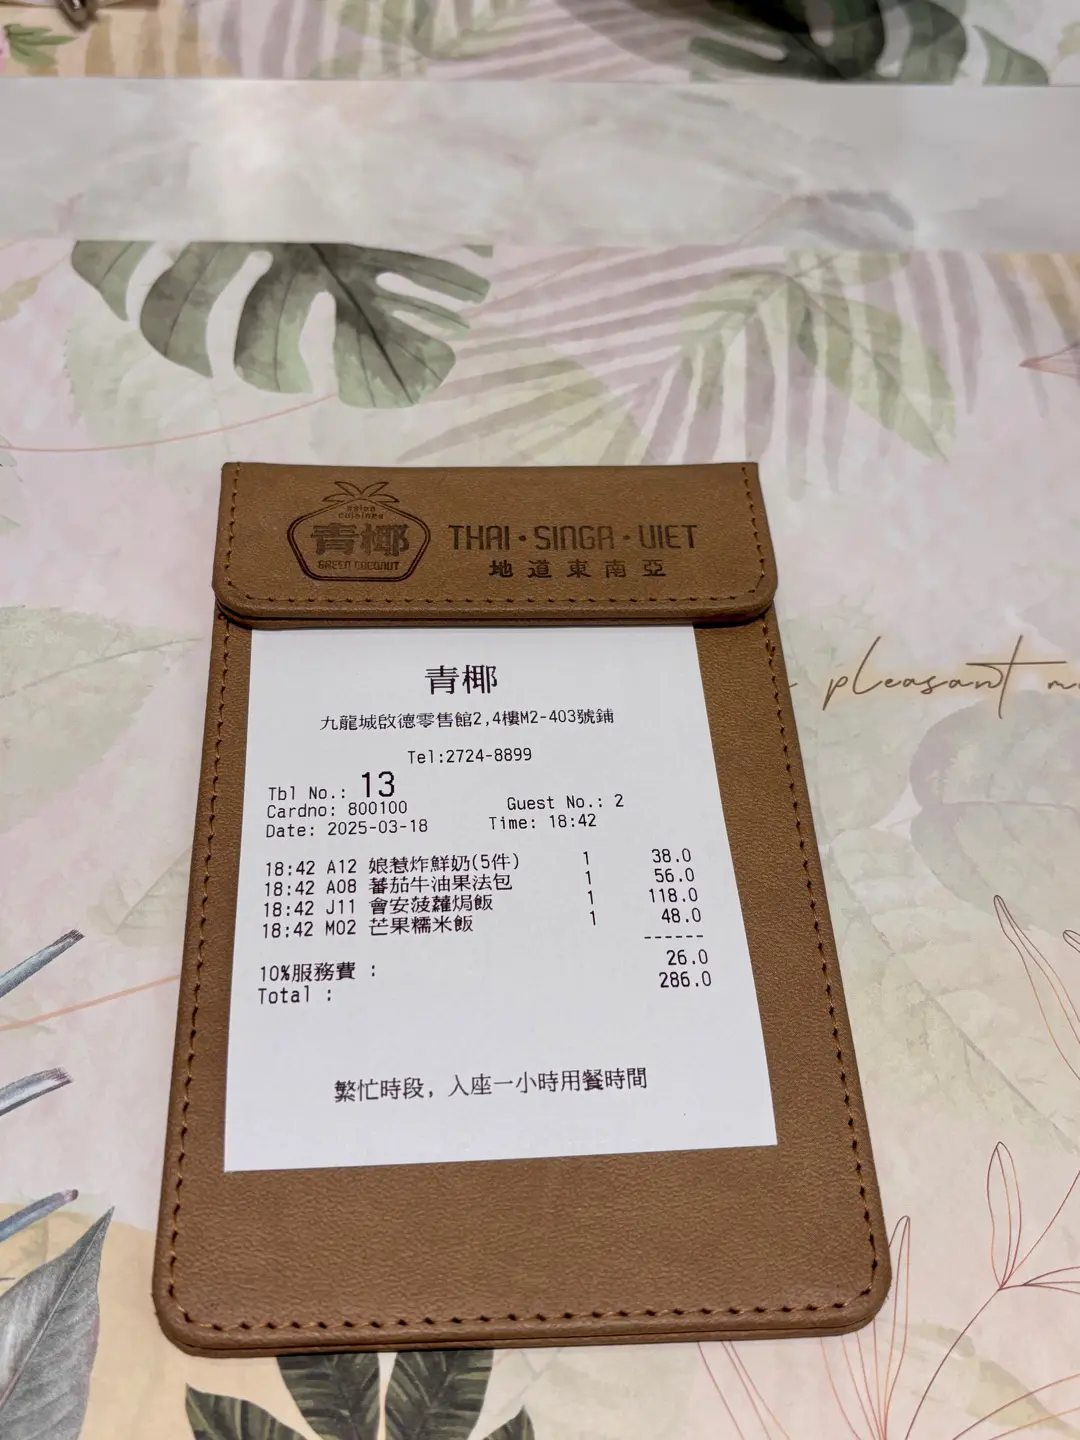 asian
cuisines
青椰
GREEN COCONUT
THAI·SINGA·VIET
地道東南亞
青椰
九龍城啟德零售館2,4樓M2-403號鋪
Tel:2724-8899
Tbl No.: 13
Cardno: 800100 Guest No.: 2
Date: 2025-03-18 Time: 18:42
18:42 A12 娘惹炸鮮奶(5件) 1 38.0
18:42 A08 蕃茄牛油果法包 1 56.0
18:42 J11 會安菠蘿焗飯 1 118.0
18:42 M02 芒果糯米飯 1 48.0
------
10%服務費 : 26.0
Total : 286.0
繁忙時段, 入座一小時用餐時間
pleasant